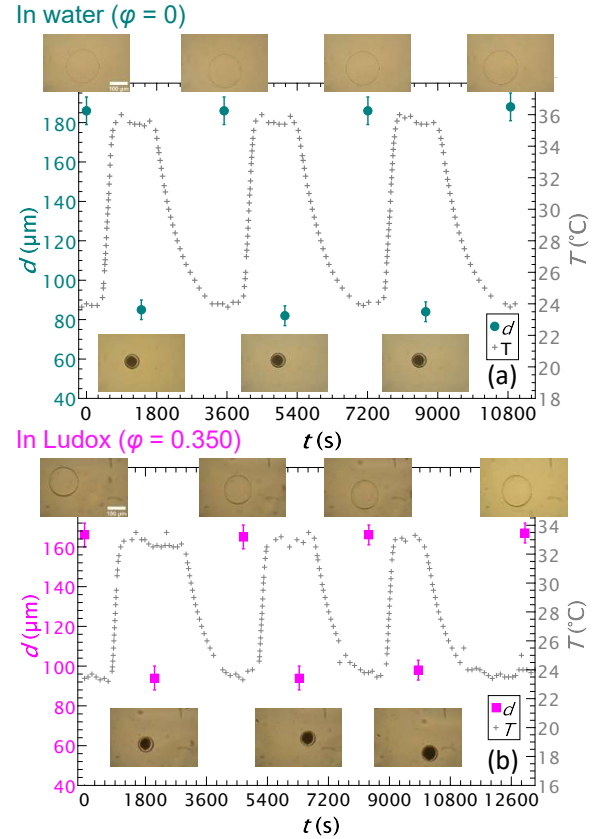 In water (φ = 0)
100 µm
180
160
140
120
100
80
60
40
d (µm)
36
34
32
30
28
26
24
22
20
18
T (°C)
d
T
(a)
0 1800 3600 5400 7200 9000 10800
t (s)
In Ludox (φ = 0.350)
100 µm
160
140
120
100
80
60
40
d (µm)
34
32
30
28
26
24
22
20
18
16
T (°C)
d
T
(b)
0 1800 3600 5400 7200 9000 10800 12600
t (s)